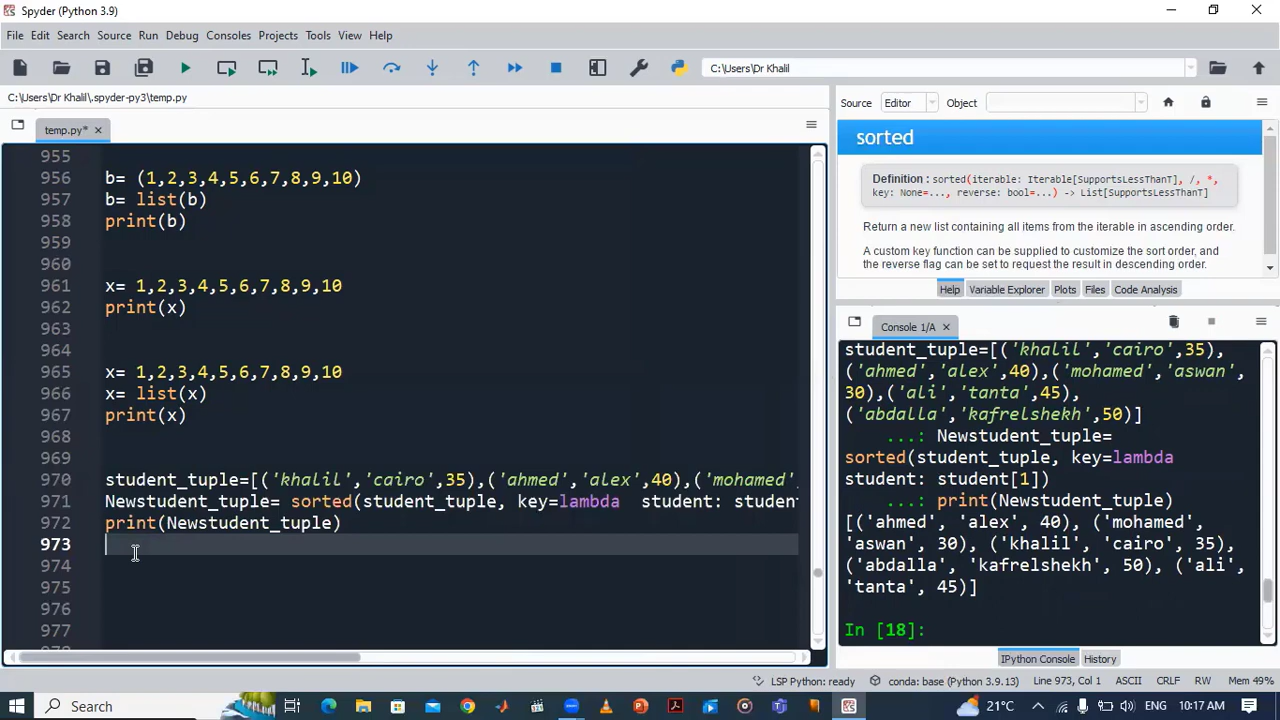 Spyder (Python 3.9)
File Edit Search Source Run Debug Consoles Projects Tools View Help
C:\Users\Dr Khalil
C:\Users\Dr Khalil\.spyder-py3\temp.py
temp.py*
955
956 b= (1,2,3,4,5,6,7,8,9,10)
957 b= list(b)
958 print(b)
959
960
961 x= 1,2,3,4,5,6,7,8,9,10
962 print(x)
963
964
965 x= 1,2,3,4,5,6,7,8,9,10
966 x= list(x)
967 print(x)
968
969
970 student_tuple=[('khalil','cairo',35),('ahmed','alex',40),('mohamed'
971 Newstudent_tuple= sorted(student_tuple, key=lambda  student: student
972 print(Newstudent_tuple)
973
974
975
976
977
Source Editor Object
sorted
Definition : sorted(iterable: Iterable[SupportsLessThanT], /, *,
key: None=..., reverse: bool=...) -> List[SupportsLessThanT]
Return a new list containing all items from the iterable in ascending order.
A custom key function can be supplied to customize the sort order, and
the reverse flag can be set to request the result in descending order.
Help Variable Explorer Plots Files Code Analysis
Console 1/A
student_tuple=[('khalil','cairo',35),
('ahmed','alex',40),('mohamed','aswan',
30),('ali','tanta',45),
('abdalla','kafrelshekh',50)]
...: Newstudent_tuple=
sorted(student_tuple, key=lambda
student: student[1])
...: print(Newstudent_tuple)
[('ahmed', 'alex', 40), ('mohamed',
'aswan', 30), ('khalil', 'cairo', 35),
('abdalla', 'kafrelshekh', 50), ('ali',
'tanta', 45)]
In [18]:
IPython Console History
LSP Python: ready conda: base (Python 3.9.13) Line 973, Col 1 ASCII CRLF RW Mem 49%
Search 21°C ENG 10:17 AM